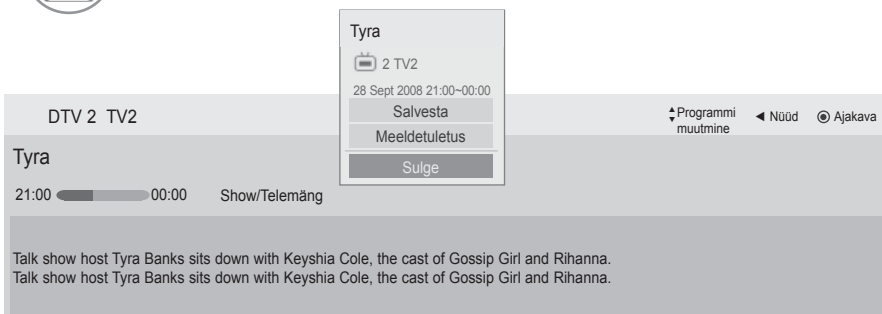 Tyra
2 TV2
28 Sept 2008 21:00~00:00
Salvesta
Meeldetuletus
Sulge
DTV 2 TV2
Programmi
muutmine
Nüüd
Ajakava
Tyra
21:00 00:00 Show/Telemäng
Talk show host Tyra Banks sits down with Keyshia Cole, the cast of Gossip Girl and Rihanna.
Talk show host Tyra Banks sits down with Keyshia Cole, the cast of Gossip Girl and Rihanna.